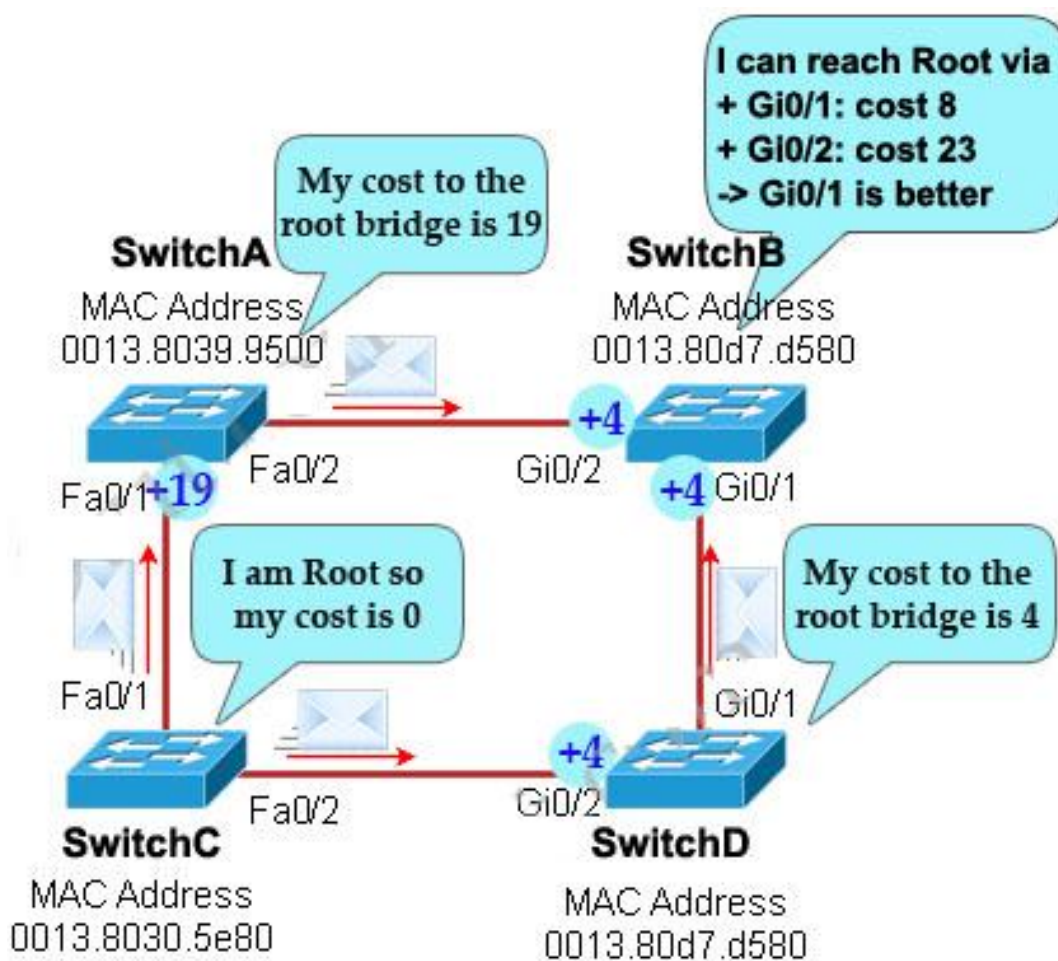 I can reach Root via
+ Gi0/1: cost 8
+ Gi0/2: cost 23
-> Gi0/1 is better
My cost to the
root bridge is 19
SwitchA
SwitchB
MAC Address
0013.8039.9500
MAC Address
0013.80d7.d580
+4
Fa0/2
Gi0/2
Fa0/1
+19
+4
Gi0/1
I am Root so
my cost is 0
My cost to the
root bridge is 4
Fa0/1
Gi0/1
+4
Fa0/2
Gi0/2
SwitchC
SwitchD
MAC Address
0013.8030.5e80
MAC Address
0013.80d7.d580